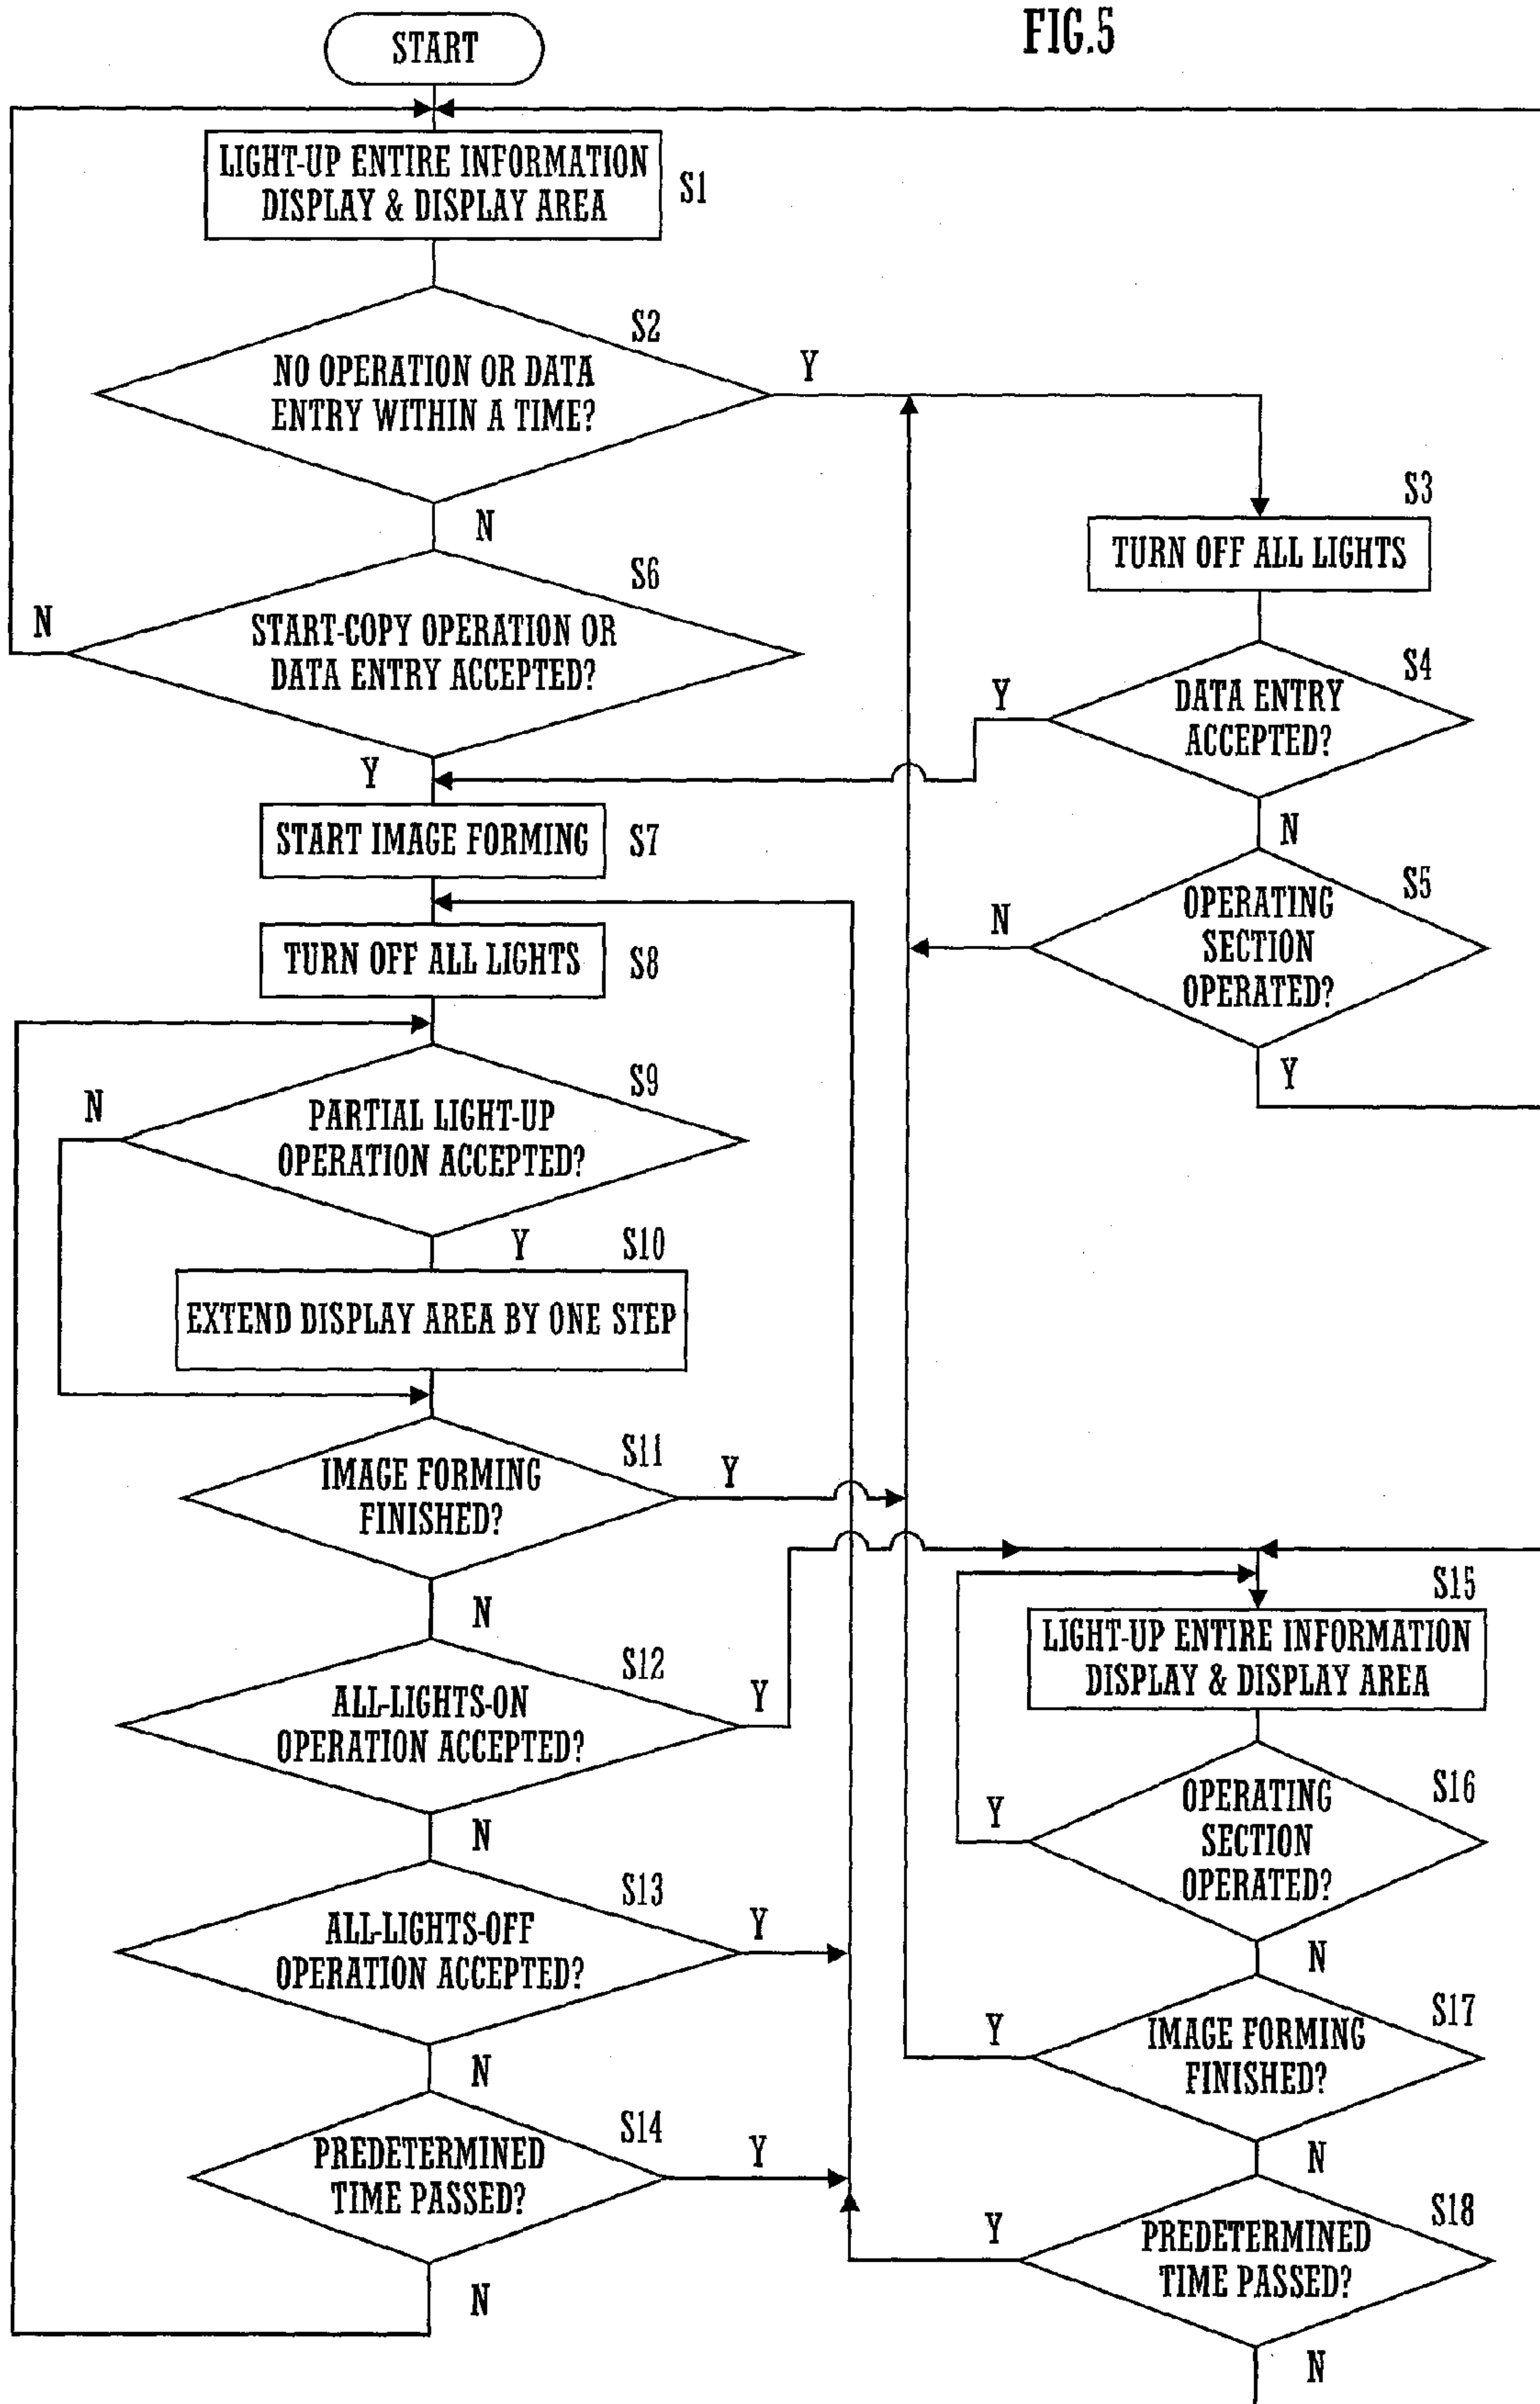 FIG.5
START
LIGHT-UP ENTIRE INFORMATION
DISPLAY & DISPLAY AREA
S1
S2
NO OPERATION OR DATA
ENTRY WITHIN A TIME?
Y
N
S3
TURN OFF ALL LIGHTS
S6
START-COPY OPERATION OR
DATA ENTRY ACCEPTED?
N
Y
S4
DATA ENTRY
ACCEPTED?
Y
N
START IMAGE FORMING
S7
S5
OPERATING
SECTION
OPERATED?
N
Y
TURN OFF ALL LIGHTS
S8
S9
PARTIAL LIGHT-UP
OPERATION ACCEPTED?
N
Y
S10
EXTEND DISPLAY AREA BY ONE STEP
S11
IMAGE FORMING
FINISHED?
Y
N
S12
ALL-LIGHTS-ON
OPERATION ACCEPTED?
Y
N
S13
ALL-LIGHTS-OFF
OPERATION ACCEPTED?
Y
N
S14
PREDETERMINED
TIME PASSED?
Y
N
S15
LIGHT-UP ENTIRE INFORMATION
DISPLAY & DISPLAY AREA
S16
OPERATING
SECTION
OPERATED?
Y
N
S17
IMAGE FORMING
FINISHED?
Y
N
S18
PREDETERMINED
TIME PASSED?
Y
N